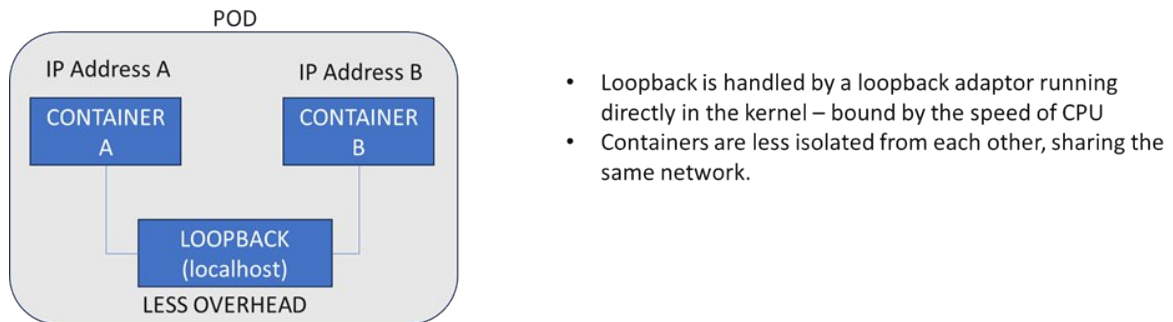 POD
IP Address A
IP Address B
CONTAINER
A
CONTAINER
B
LOOPBACK
(localhost)
LESS OVERHEAD
• Loopback is handled by a loopback adaptor running
directly in the kernel – bound by the speed of CPU
• Containers are less isolated from each other, sharing the
same network.